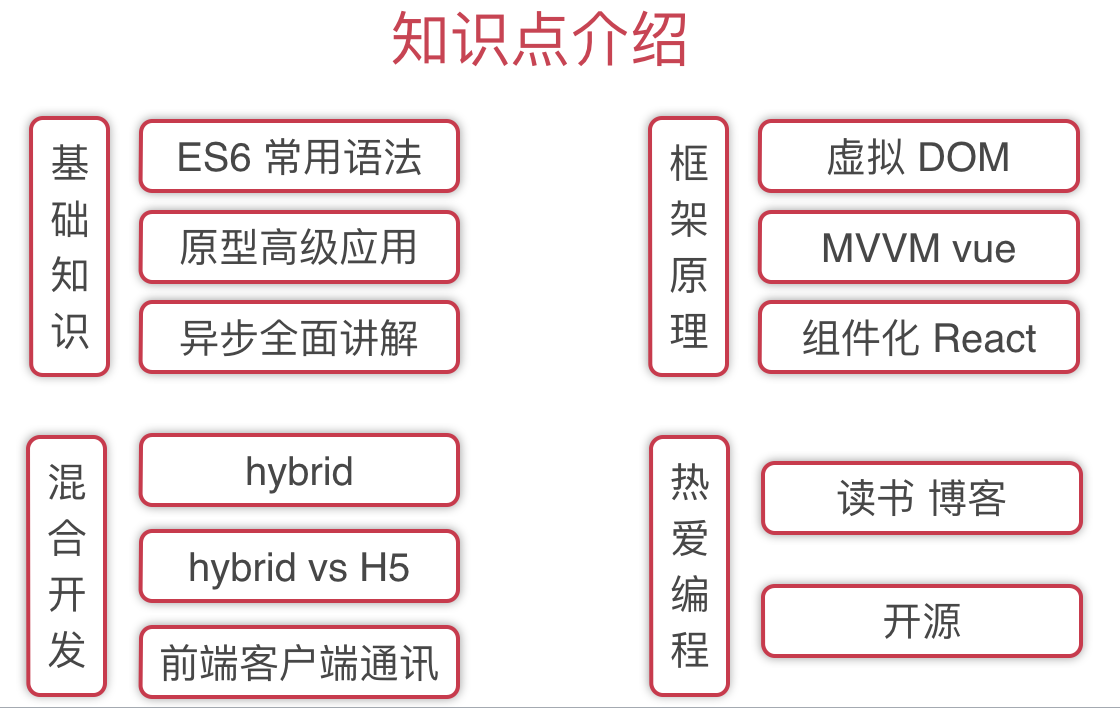 知识点介绍
基础知识
ES6 常用语法
原型高级应用
异步全面讲解
框架原理
虚拟 DOM
MVVM vue
组件化 React
混合开发
hybrid
hybrid vs H5
前端客户端通讯
热爱编程
读书 博客
开源